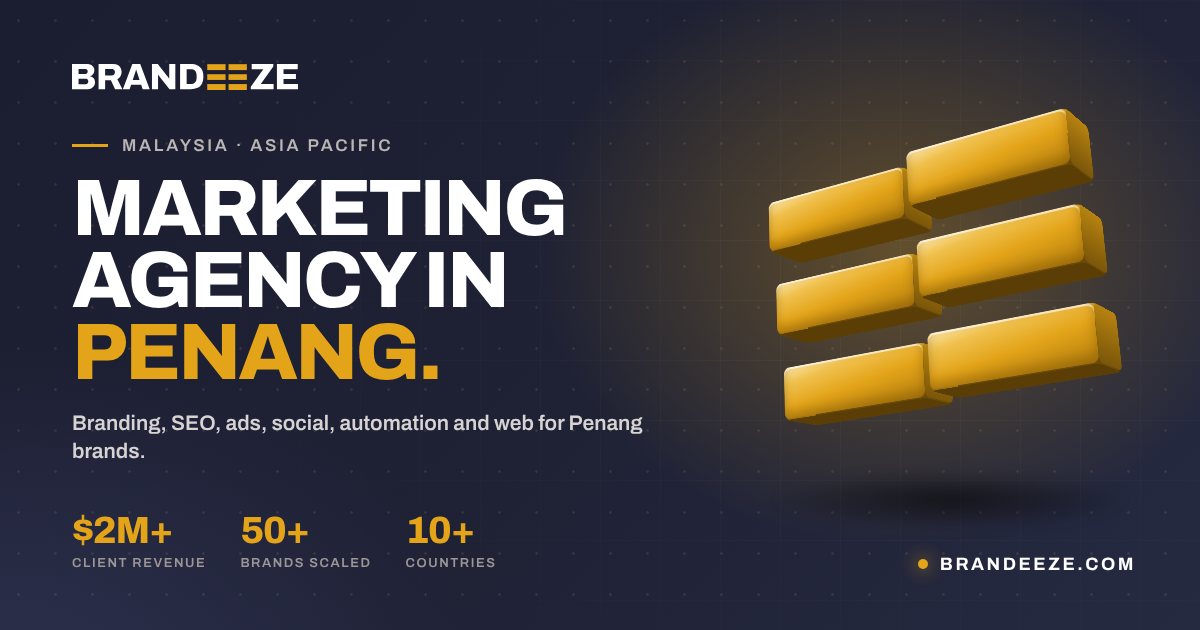 BRANDEEZE
MALAYSIA · ASIA PACIFIC
MARKETING
AGENCY IN
PENANG.
Branding, SEO, ads, social, automation and web for Penang
brands.
$2M+ 50+ 10+
CLIENT REVENUE BRANDS SCALED COUNTRIES
BRANDEEZE.COM